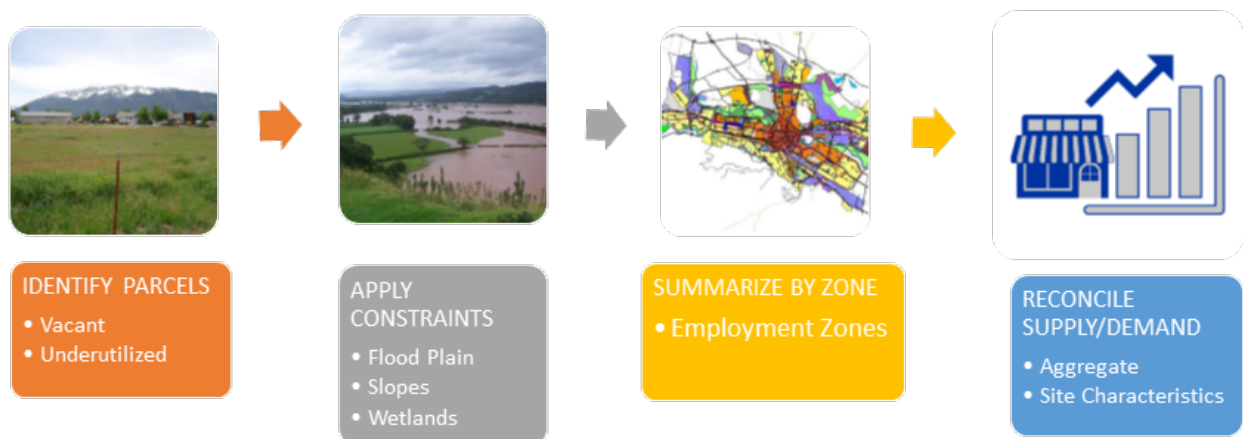 IDENTIFY PARCELS
• Vacant
• Underutilized
APPLY
CONSTRAINTS
• Flood Plain
• Slopes
• Wetlands
SUMMARIZE BY ZONE
• Employment Zones
RECONCILE
SUPPLY/DEMAND
• Aggregate
• Site Characteristics